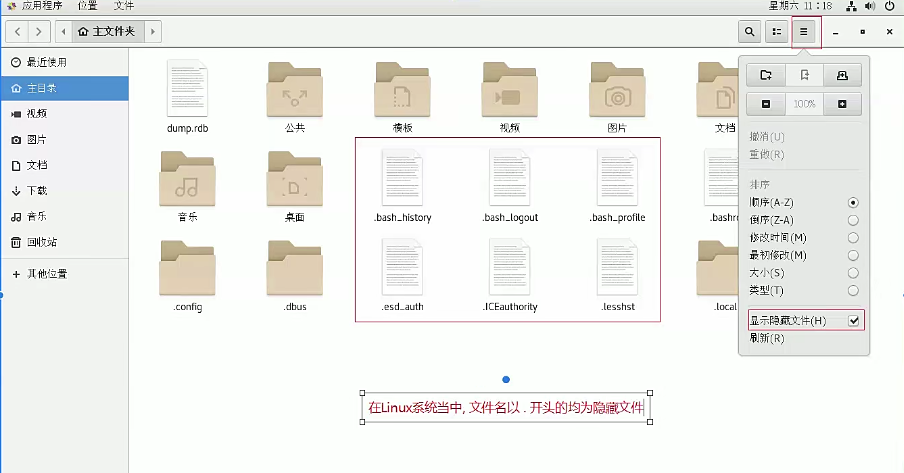 应用程序 位置 文件 星期六 11:18
主文件夹
最近使用
主目录
视频
图片
文档
下载
音乐
回收站
其他位置
dump.rdb 公共 模板 视频 图片 文档
音乐 桌面 .bash_history .bash_logout .bash_profile .bashr
.config .dbus .esd_auth .ICEauthority .lesshst .local
100%
撤消(U)
重做(R)
排序
顺序(A-Z)
倒序(Z-A)
修改时间(M)
最初修改(M)
大小(S)
类型(T)
显示隐藏文件(H)
刷新(R)
在Linux系统当中, 文件名以 . 开头的均为隐藏文件